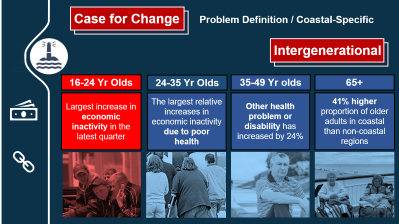 Case for Change
Problem Definition / Coastal-Specific
Intergenerational
16-24 Yr Olds
Largest increase in
economic
inactivity in the
latest quarter
24-35 Yr Olds
The largest relative
increases in
economic inactivity
due to poor
health
35-49 Yr olds
Other health
problem or
disability has
increased by 24%
65+
41% higher
proportion of older
adults in coastal
than non-coastal
regions